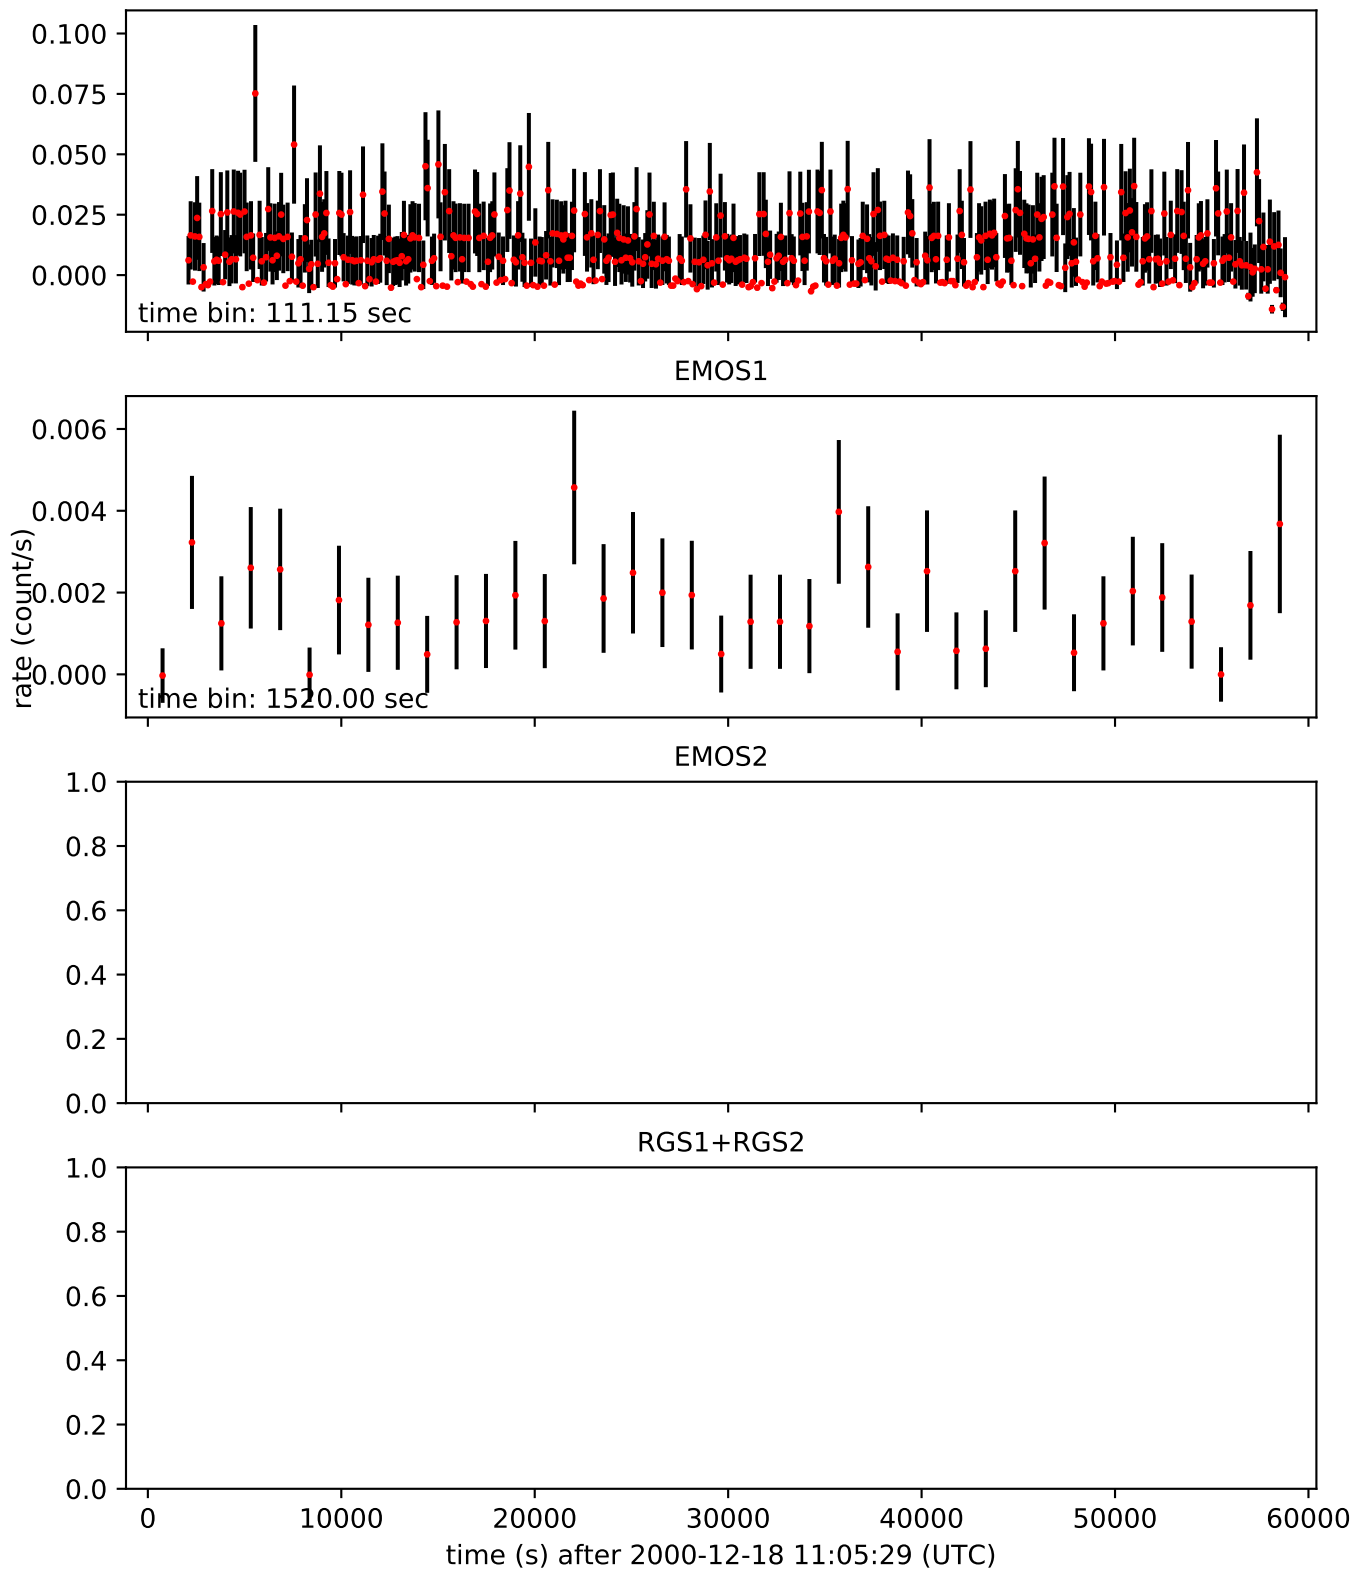 0.100
0.075
0.050
0.025
0.000
time bin: 111.15 sec
EMOS1
0.006
0.004
0.002
0.000
rate (count/s)
time bin: 1520.00 sec
EMOS2
1.0
0.8
0.6
0.4
0.2
0.0
RGS1+RGS2
1.0
0.8
0.6
0.4
0.2
0.0
0 10000 20000 30000 40000 50000 60000
time (s) after 2000-12-18 11:05:29 (UTC)